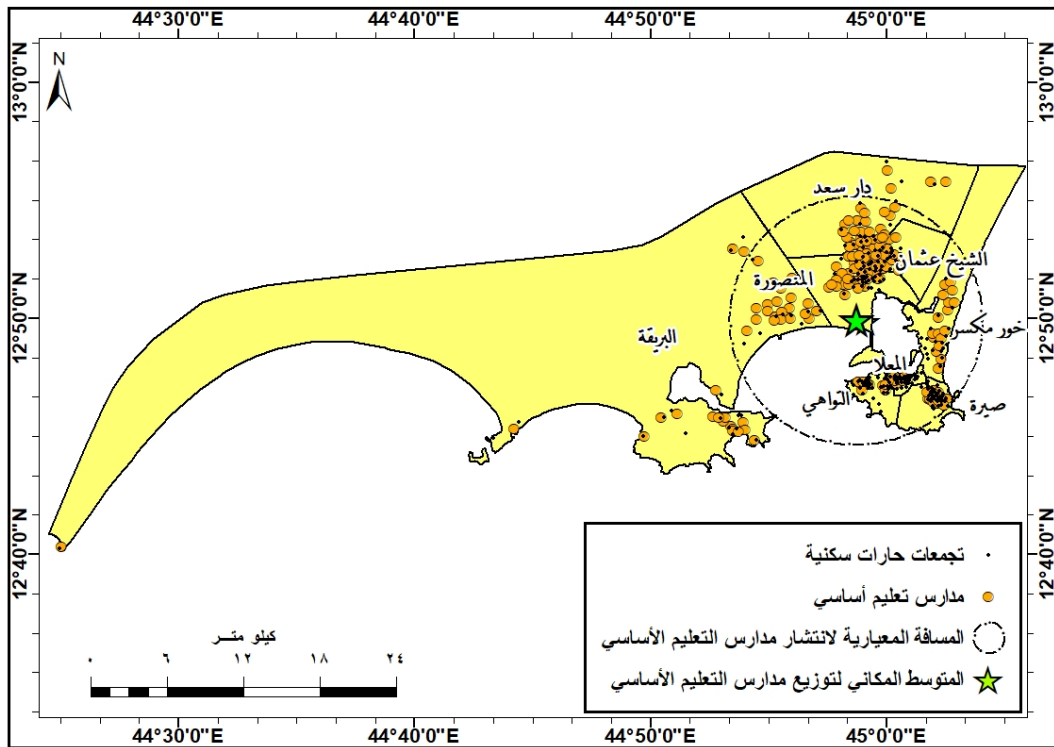 44°30'0"E
44°40'0"E
44°50'0"E
45°0'0"E
13°0'0"N
13°0'0"N
N
دار سعد
الشيخ عثمان
المنصورة
12°50'0"N
12°50'0"N
خور مكسر
البريقة
المعلا
التواهي
صيرة
12°40'0"N
12°40'0"N
تجمعات حارات سكنية
مدارس تعليم أساسي
المسافة المعيارية لانتشار مدارس التعليم الأساسي
المتوسط المكاني لتوزيع مدارس التعليم الأساسي
كيلو متـــر
٠ ٦ ١٢ ١٨ ٢٤
44°30'0"E
44°40'0"E
44°50'0"E
45°0'0"E